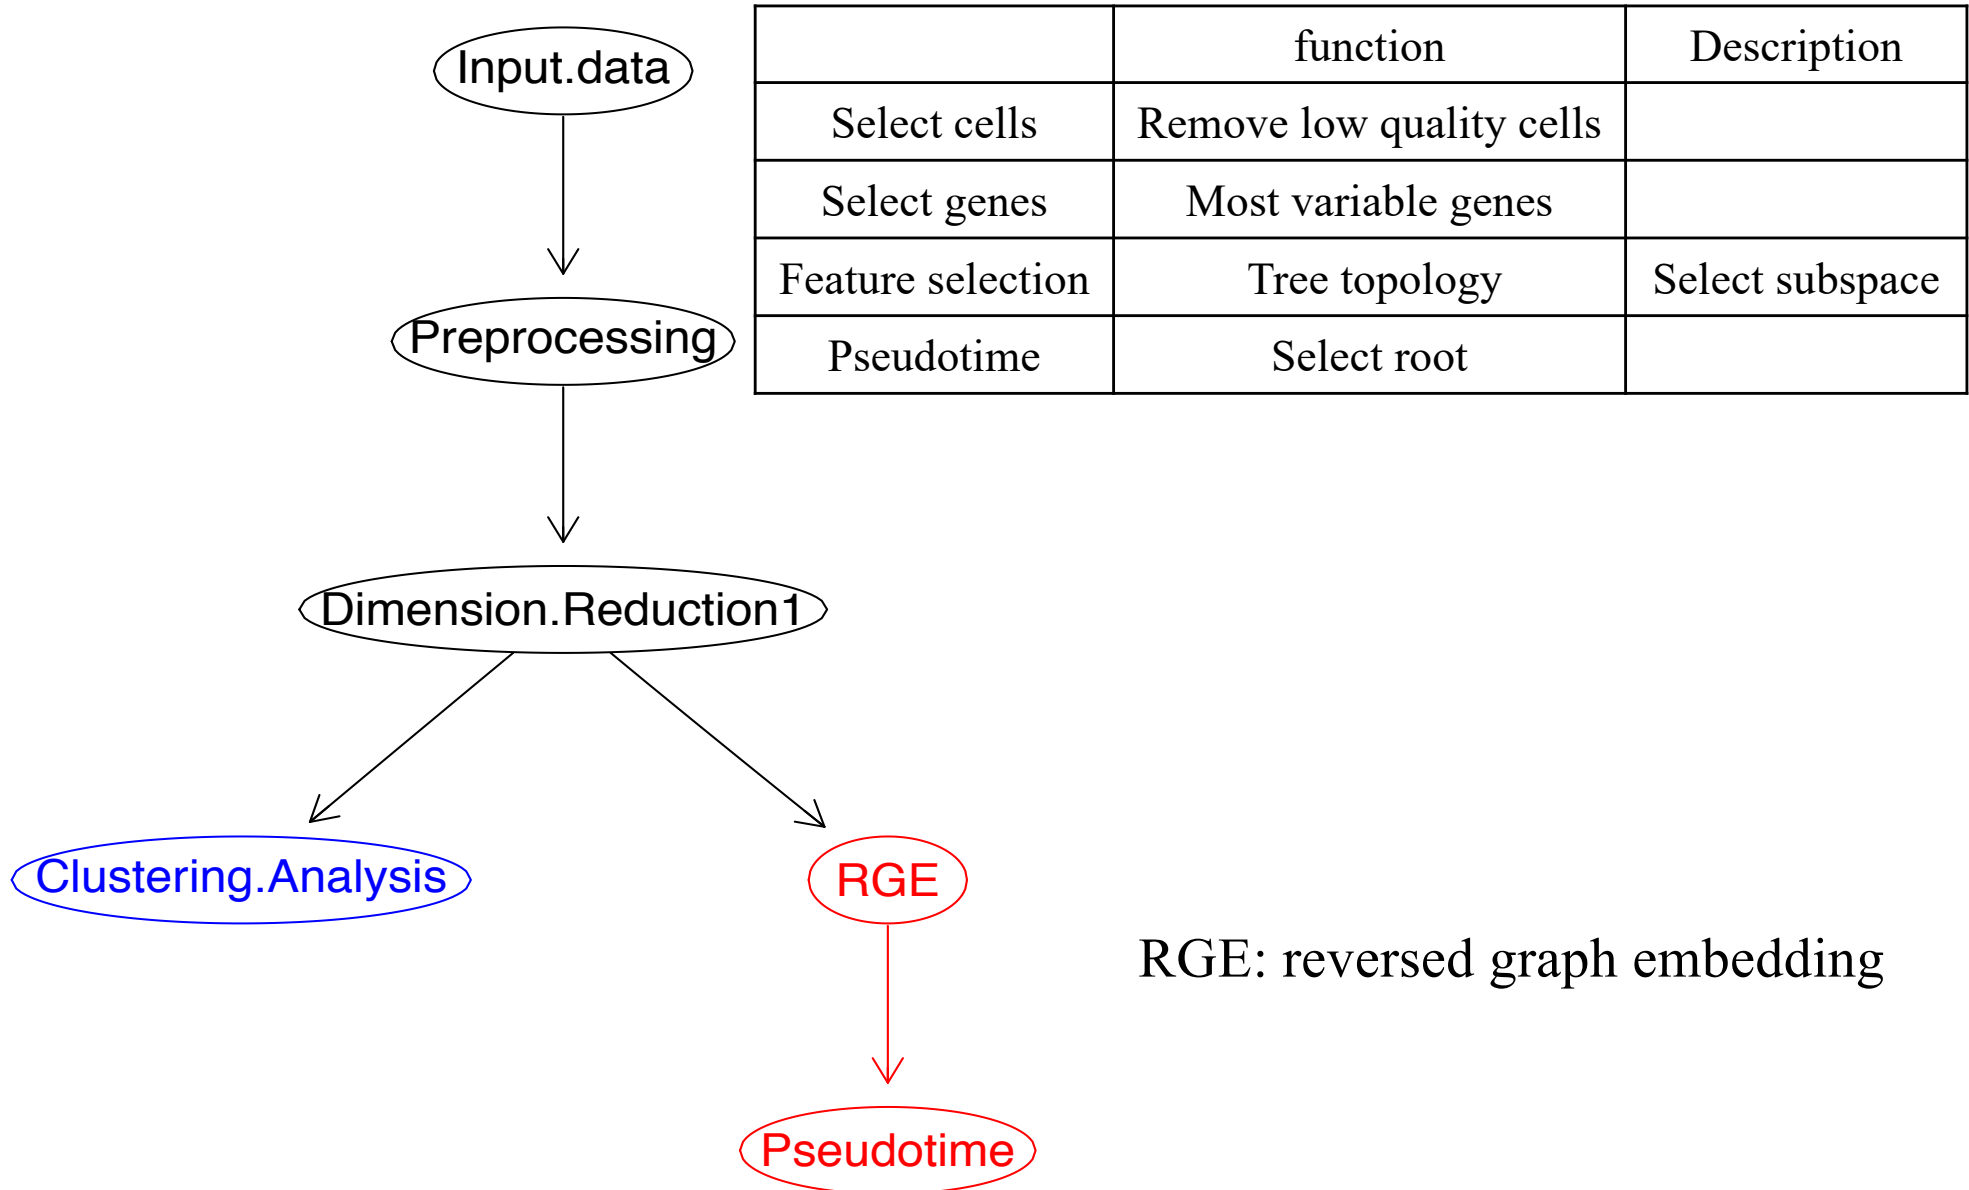 Input.data
Preprocessing
Dimension.Reduction1
Clustering.Analysis
RGE
Pseudotime
function Description
Select cells Remove low quality cells
Select genes Most variable genes
Feature selection Tree topology Select subspace
Pseudotime Select root
RGE: reversed graph embedding